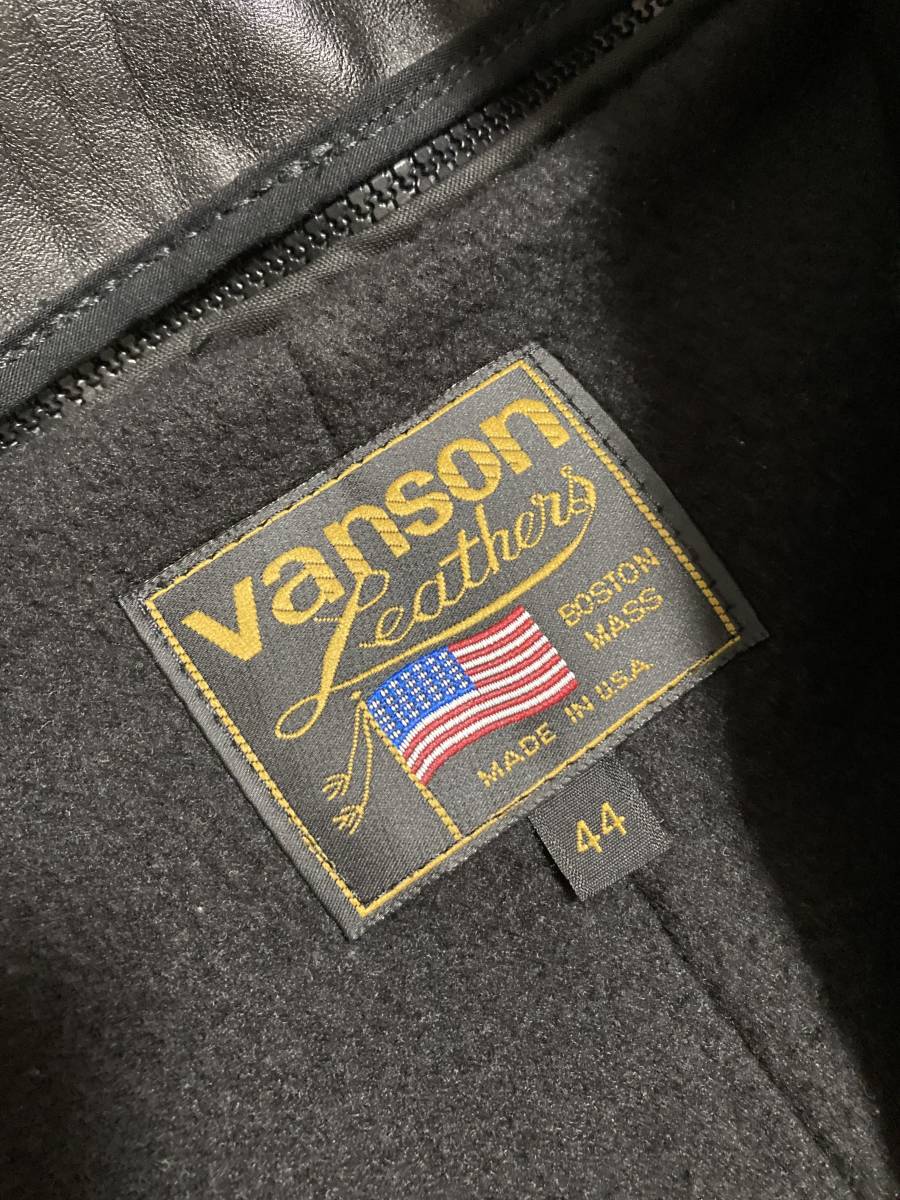 vanson
Leathers
BOSTON
MASS
MADE IN U.S.A.
44